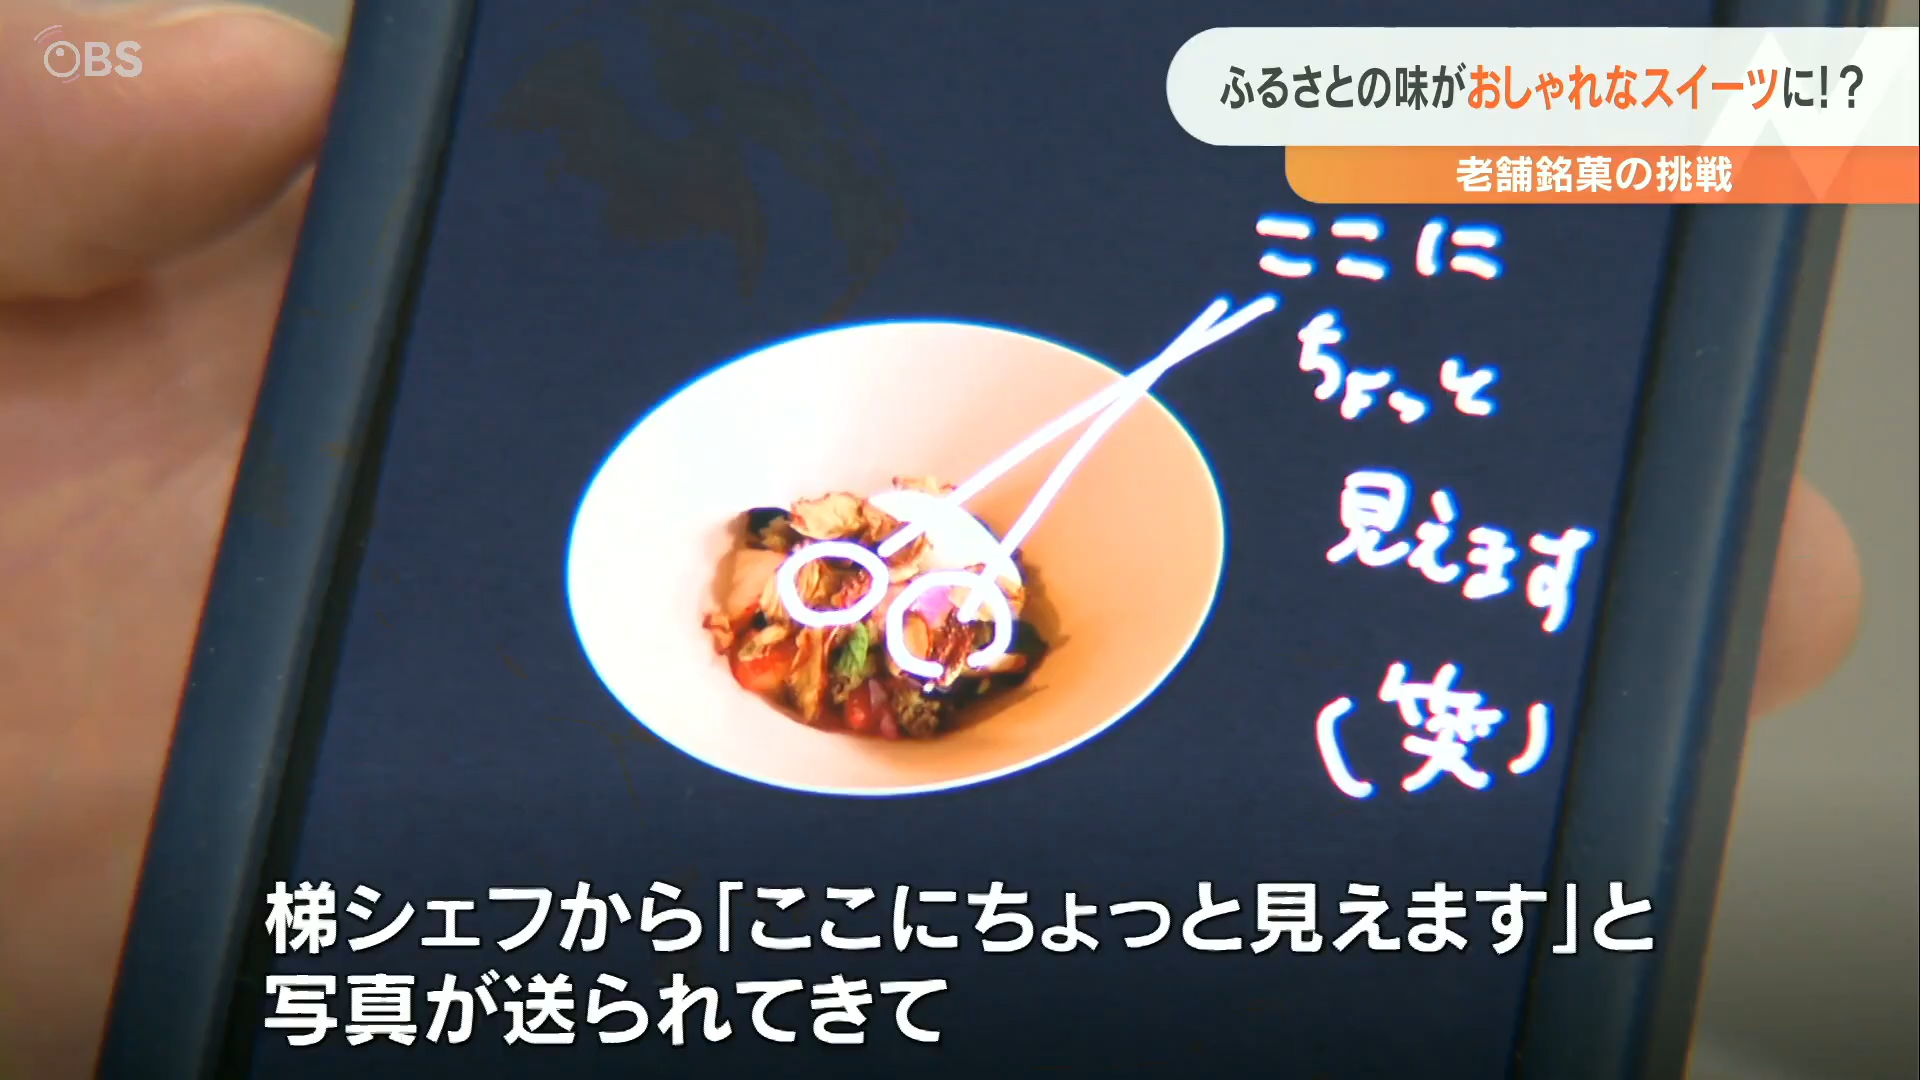 OBS
ふるさとの味がおしゃれなスイーツに!?
老舗銘菓の挑戦
ここに
ちょっと
見えます
(笑)
梯シェフから「ここにちょっと見えます」と
写真が送られてきて